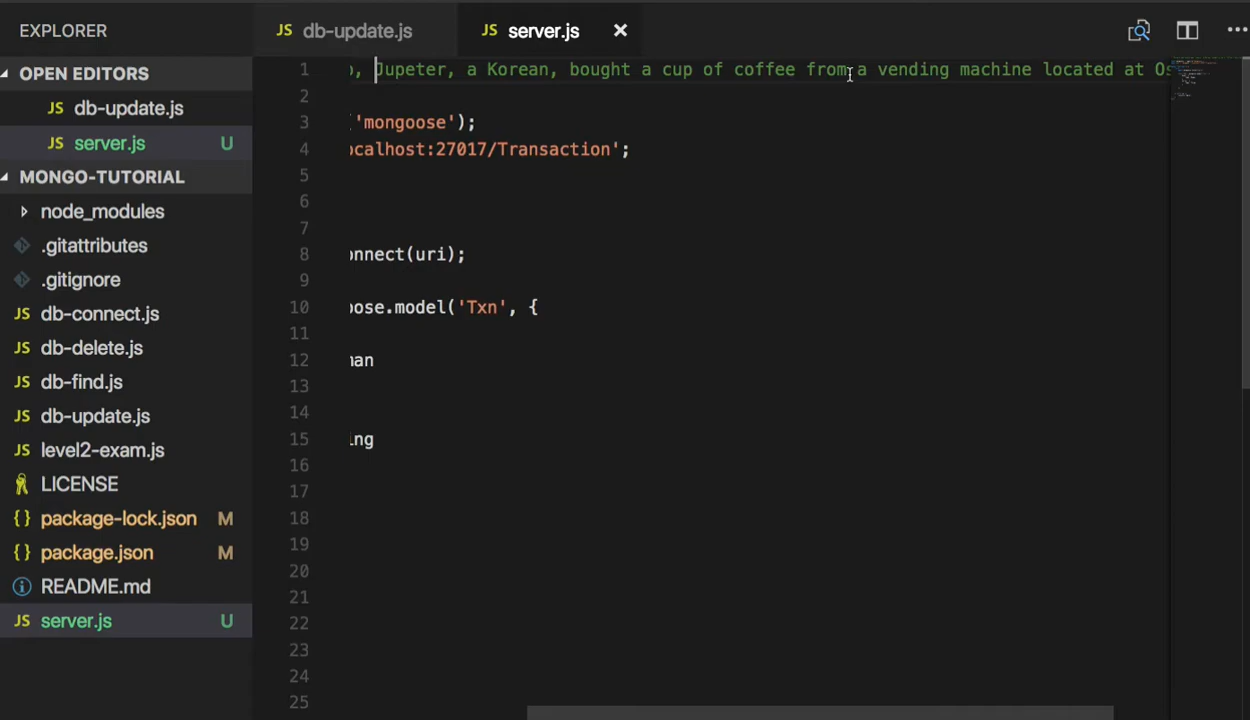 EXPLORER
JS db-update.js
JS server.js
OPEN EDITORS
JS db-update.js
JS server.js U
MONGO-TUTORIAL
node_modules
.gitattributes
.gitignore
JS db-connect.js
JS db-delete.js
JS db-find.js
JS db-update.js
JS level2-exam.js
LICENSE
{ } package-lock.json M
{ } package.json M
README.md
JS server.js U
1 , Jupeter, a Korean, bought a cup of coffee from a vending machine located at Os
2
3 'mongoose');
4 ocalhost:27017/Transaction';
5
6
7
8 onnect(uri);
9
10 oose.model('Txn', {
11
12 an
13
14
15 ing
16
17
18
19
20
21
22
23
24
25